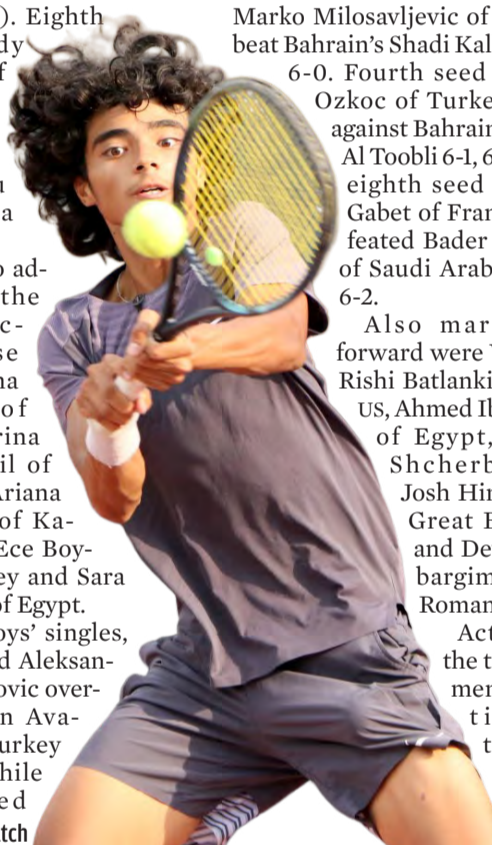 ). Eighth
dy
f
u
a
o ad-
the
c-
se
na
of
rina
il of
Ariana
of Ka-
Ece Boy-
ey and Sara
of Egypt.
oys’ singles,
d Aleksan-
ovic over-
n Ava-
urkey
hile
ed
atch
Marko Milosavljevic of
beat Bahrain’s Shadi Kal
6-0. Fourth seed
Ozkoc of Turke
against Bahrain
Al Toobli 6-1, 6
eighth seed
Gabet of Fran
feated Bader
of Saudi Arab
6-2.
Also mar
forward were
Rishi Batlanki
US, Ahmed Ib
of Egypt,
Shcherb
Josh Hin
Great B
and De
bargim
Roman
Act
the t
men
ti
t